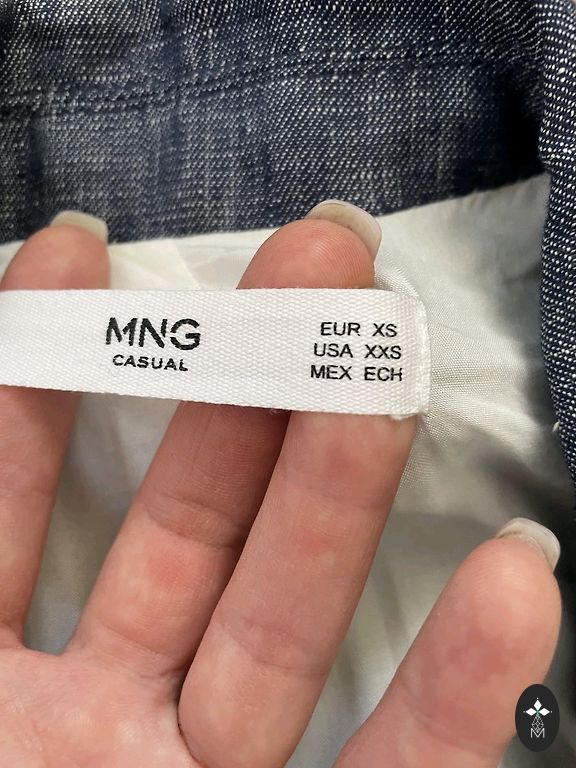 MNG
CASUAL
EUR XS
USA XXS
MEX ECH
M